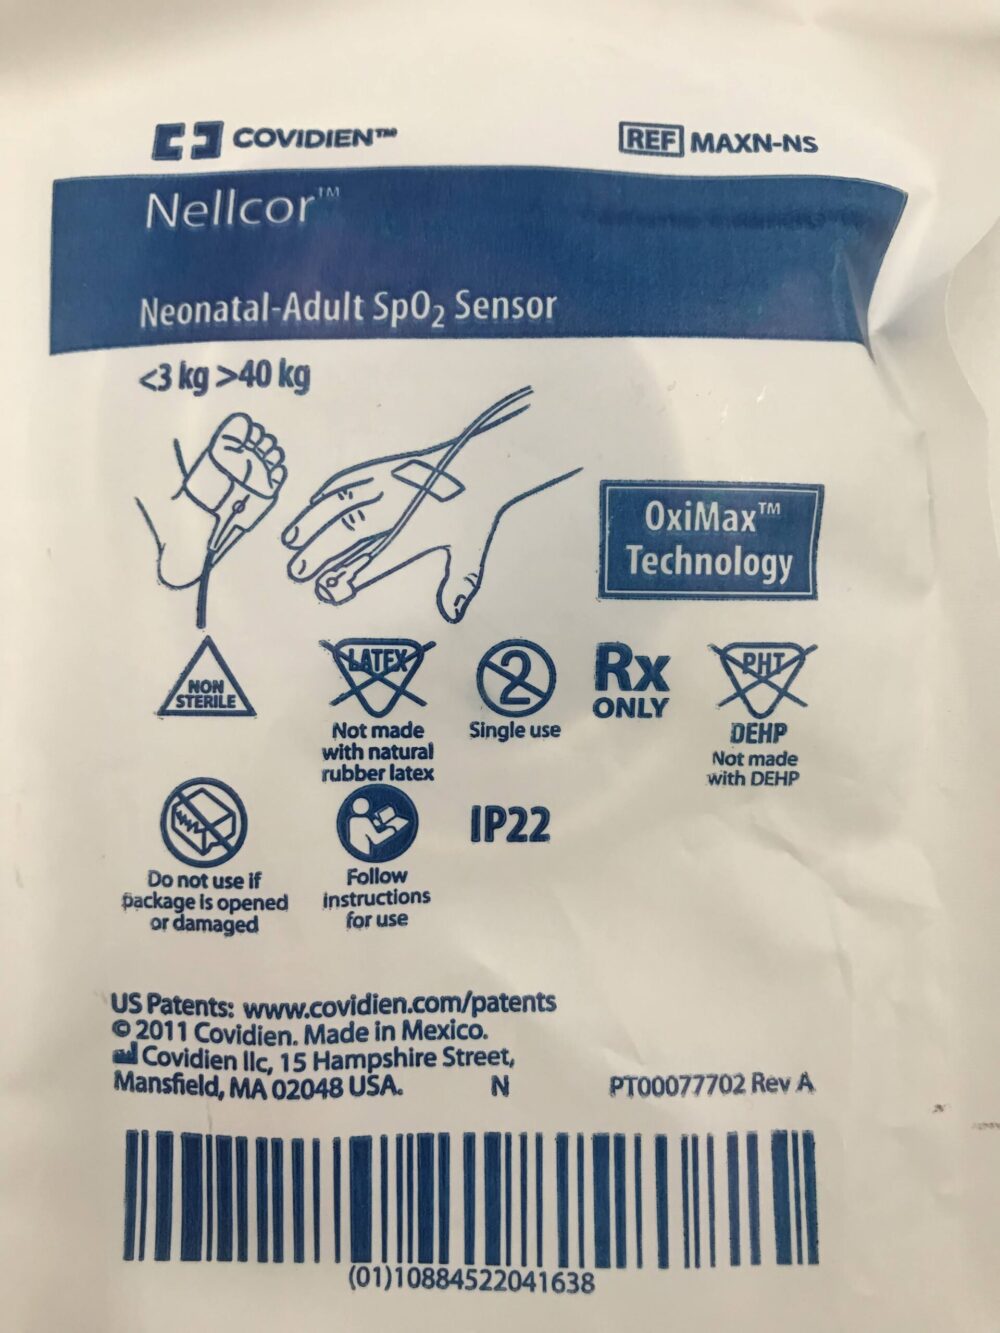 COVIDIEN™
REF MAXN-NS
Nellcor™
Neonatal-Adult SpO₂ Sensor
<3 kg >40 kg
OxiMax™
Technology
NON
STERILE
LATEX
Not made
with natural
rubber latex
2
Single use
Rx
ONLY
PHT
DEHP
Not made
with DEHP
Do not use if
package is opened
or damaged
Follow
instructions
for use
IP22
US Patents: www.covidien.com/patents
© 2011 Covidien. Made in Mexico.
Covidien llc, 15 Hampshire Street,
Mansfield, MA 02048 USA. N PT00077702 Rev A
(01)10884522041638